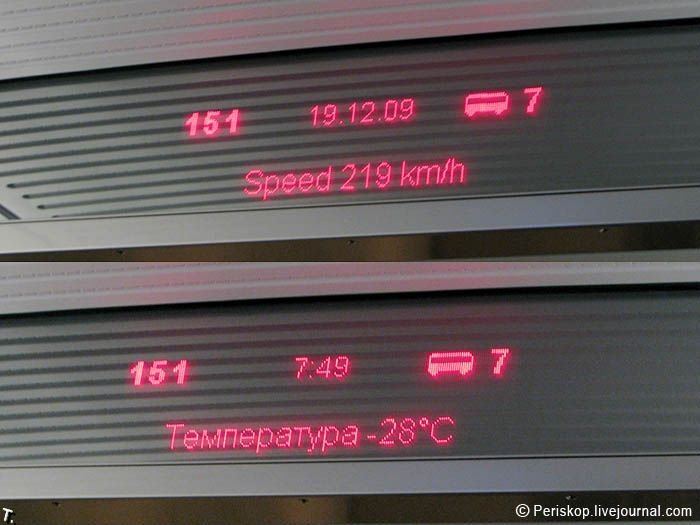 151 19.12.09 7
Speed 219 km/h
151 7:49 7
Температура -28°C
T.
© Periskop.livejournal.com